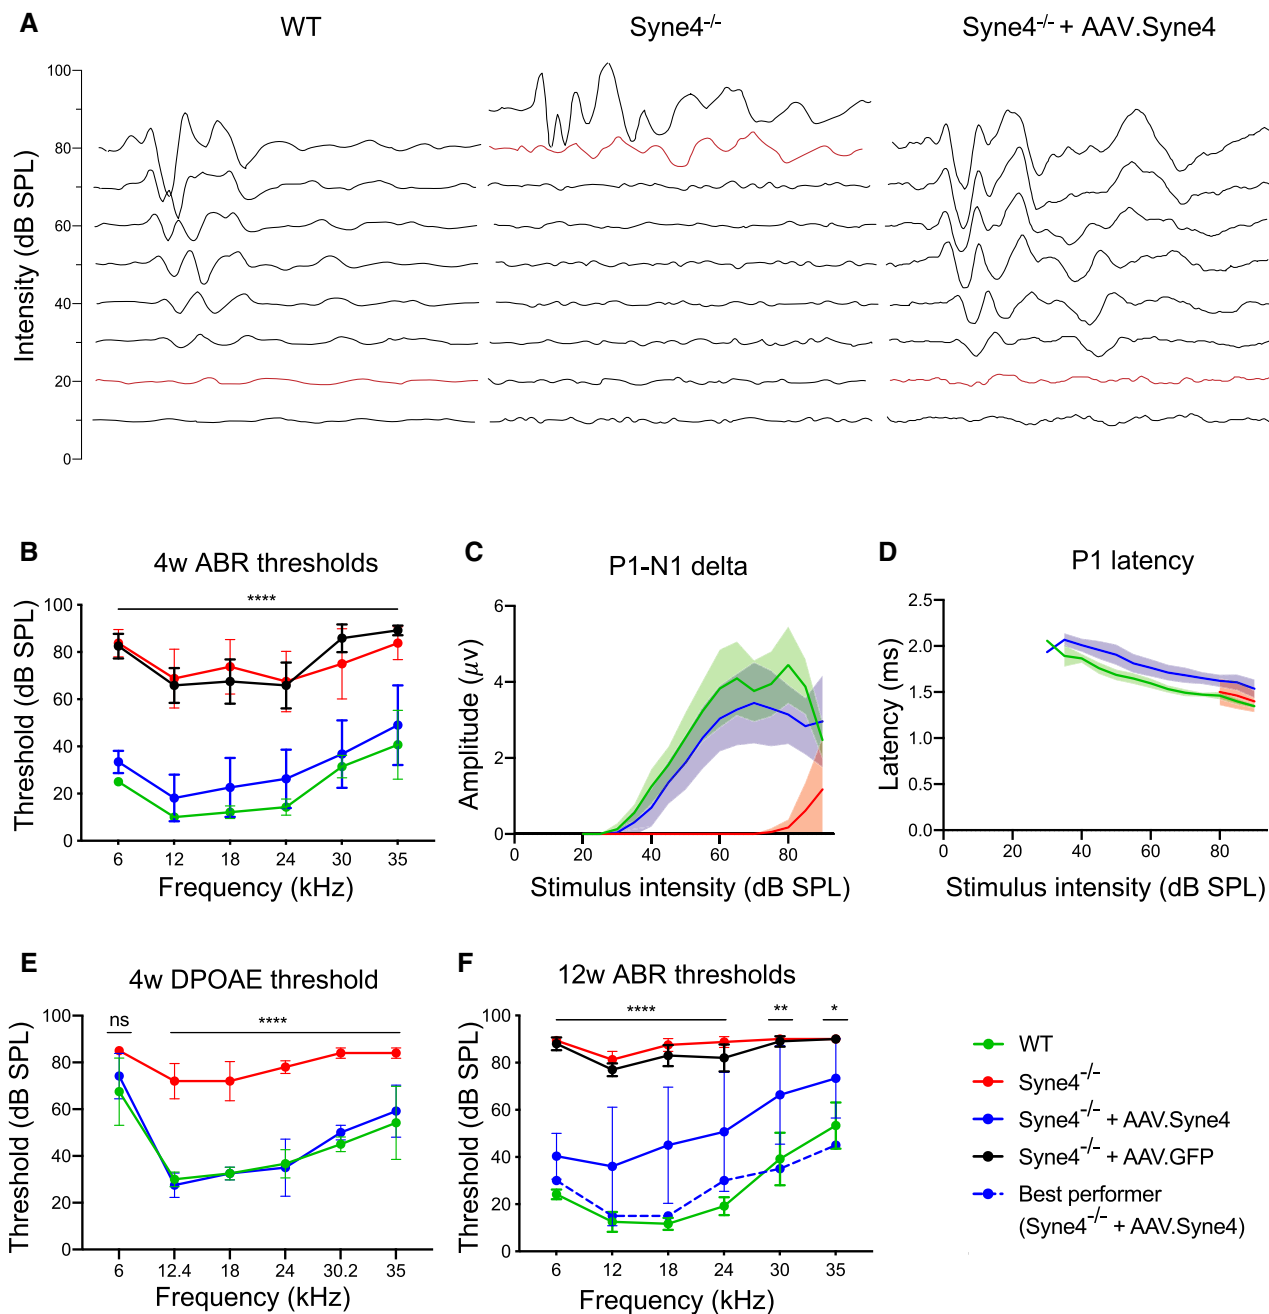 A
WT
Syne4-/-
Syne4-/- + AAV.Syne4
Intensity (dB SPL)
100
80
60
40
20
0
B
4w ABR thresholds
****
Threshold (dB SPL)
100
80
60
40
20
0
6 12 18 24 30 35
Frequency (kHz)
C
P1-N1 delta
Amplitude (μv)
6
4
2
0
0 20 40 60 80
Stimulus intensity (dB SPL)
D
P1 latency
Latency (ms)
2.5
2.0
1.5
1.0
0.5
0.0
0 20 40 60 80
Stimulus intensity (dB SPL)
E
4w DPOAE threshold
ns
****
Threshold (dB SPL)
100
80
60
40
20
0
6 12.4 18 24 30.2 35
Frequency (kHz)
F
12w ABR thresholds
**** ** *
Threshold (dB SPL)
100
80
60
40
20
0
6 12 18 24 30 35
Frequency (kHz)
WT
Syne4-/-
Syne4-/- + AAV.Syne4
Syne4-/- + AAV.GFP
Best performer
(Syne4-/- + AAV.Syne4)